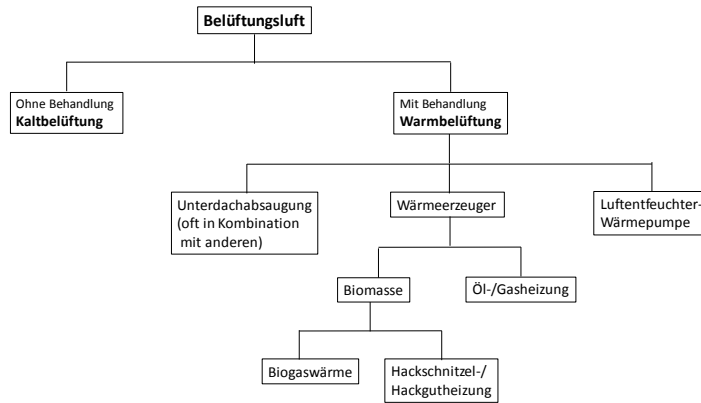 Belüftungsluft
Ohne Behandlung
Kaltbelüftung
Mit Behandlung
Warmbelüftung
Unterdachabsaugung
(oft in Kombination
mit anderen)
Wärmeerzeuger
Luftentfeuchter-
Wärmepumpe
Biomasse
Öl-/Gasheizung
Biogaswärme
Hackschnitzel-/
Hackgutheizung